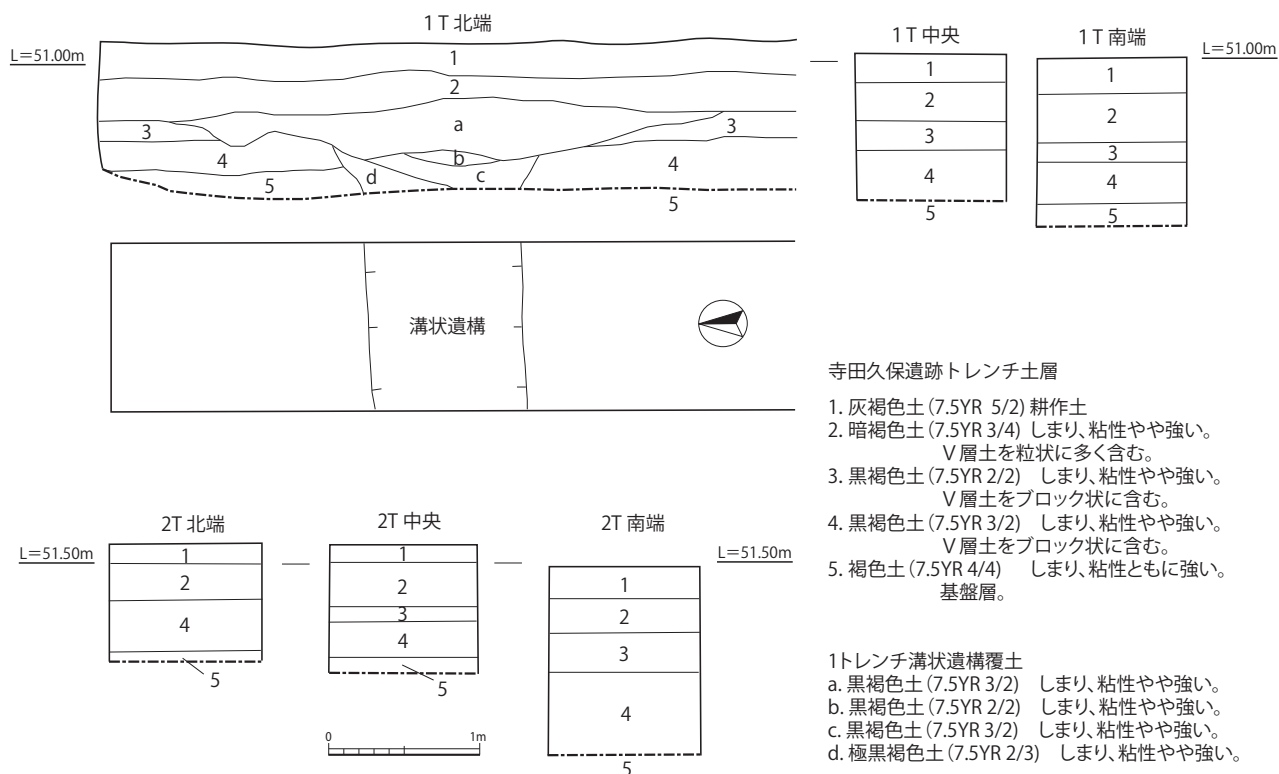 1T 北端
L=51.00m
1
2
a
3
3
b
4
4
d
c
5
5
1T 中央
1
2
3
4
5
1T 南端
L=51.00m
1
2
3
4
5
溝状遺構
寺田久保遺跡トレンチ土層
1. 灰褐色土(7.5YR 5/2) 耕作土
2. 暗褐色土(7.5YR 3/4) しまり、粘性やや強い。
V層土を粒状に多く含む。
3. 黒褐色土(7.5YR 2/2) しまり、粘性やや強い。
V層土をブロック状に含む。
4. 黒褐色土(7.5YR 3/2) しまり、粘性やや強い。
V層土をブロック状に含む。
5. 褐色土(7.5YR 4/4) しまり、粘性ともに強い。
基盤層。
2T 北端
L=51.50m
1
2
4
5
2T 中央
1
2
3
4
5
2T 南端
L=51.50m
1
2
3
4
5
0 1m
1トレンチ溝状遺構覆土
a. 黒褐色土(7.5YR 3/2) しまり、粘性やや強い。
b. 黒褐色土(7.5YR 2/2) しまり、粘性やや強い。
c. 黒褐色土(7.5YR 3/2) しまり、粘性やや強い。
d. 極黒褐色土(7.5YR 2/3) しまり、粘性やや強い。